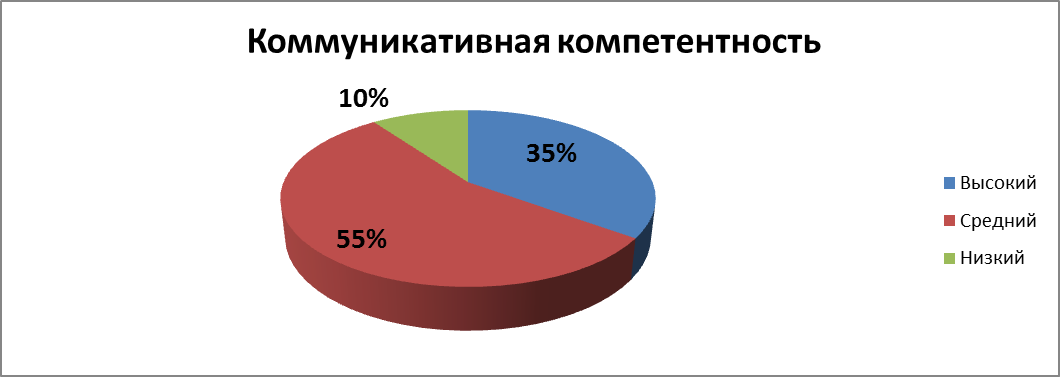 Коммуникативная компетентность
10%
35%
55%
Высокий
Средний
Низкий